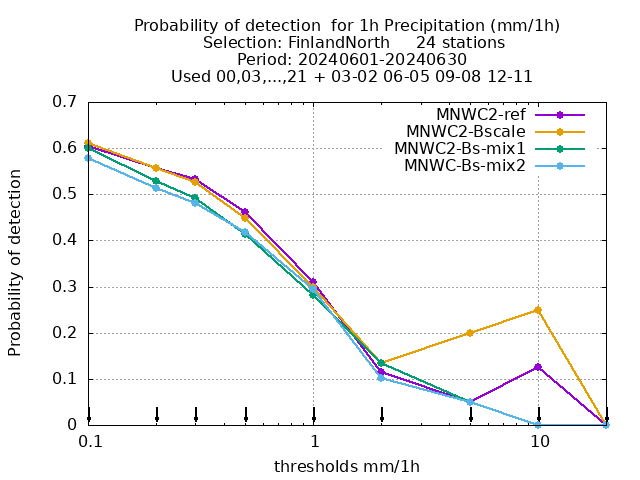 Probability of detection  for 1h Precipitation (mm/1h)
Selection: FinlandNorth     24 stations
Period: 20240601-20240630
Used 00,03,...,21 + 03-02 06-05 09-08 12-11
MNWC2-ref
MNWC2-Bscale
MNWC2-Bs-mix1
MNWC-Bs-mix2
Probability of detection
0.7
0.6
0.5
0.4
0.3
0.2
0.1
0
0.1 1 10
thresholds mm/1h